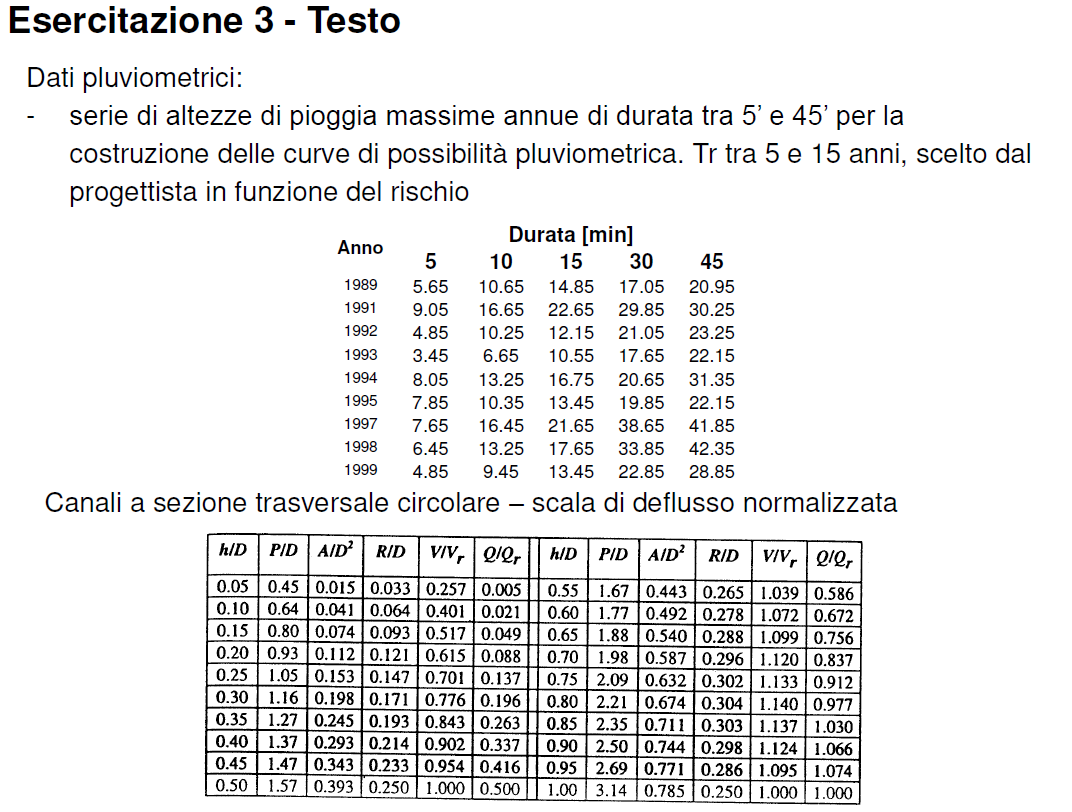 Esercitazione 3 - Testo
Dati pluviometrici:
- serie di altezze di pioggia massime annue di durata tra 5’ e 45’ per la
costruzione delle curve di possibilità pluviometrica. Tr tra 5 e 15 anni, scelto dal
progettista in funzione del rischio
Durata [min]
Anno
5 10 15 30 45
1989 5.65 10.65 14.85 17.05 20.95
1991 9.05 16.65 22.65 29.85 30.25
1992 4.85 10.25 12.15 21.05 23.25
1993 3.45 6.65 10.55 17.65 22.15
1994 8.05 13.25 16.75 20.65 31.35
1995 7.85 10.35 13.45 19.85 22.15
1997 7.65 16.45 21.65 38.65 41.85
1998 6.45 13.25 17.65 33.85 42.35
1999 4.85 9.45 13.45 22.85 28.85
Canali a sezione trasversale circolare – scala di deflusso normalizzata
h/D P/D A/D² R/D V/Vr Q/Qr h/D P/D A/D² R/D V/Vr Q/Qr
0.05 0.45 0.015 0.033 0.257 0.005 0.55 1.67 0.443 0.265 1.039 0.586
0.10 0.64 0.041 0.064 0.401 0.021 0.60 1.77 0.492 0.278 1.072 0.672
0.15 0.80 0.074 0.093 0.517 0.049 0.65 1.88 0.540 0.288 1.099 0.756
0.20 0.93 0.112 0.121 0.615 0.088 0.70 1.98 0.587 0.296 1.120 0.837
0.25 1.05 0.153 0.147 0.701 0.137 0.75 2.09 0.632 0.302 1.133 0.912
0.30 1.16 0.198 0.171 0.776 0.196 0.80 2.21 0.674 0.304 1.140 0.977
0.35 1.27 0.245 0.193 0.843 0.263 0.85 2.35 0.711 0.303 1.137 1.030
0.40 1.37 0.293 0.214 0.902 0.337 0.90 2.50 0.744 0.298 1.124 1.066
0.45 1.47 0.343 0.233 0.954 0.416 0.95 2.69 0.771 0.286 1.095 1.074
0.50 1.57 0.393 0.250 1.000 0.500 1.00 3.14 0.785 0.250 1.000 1.000